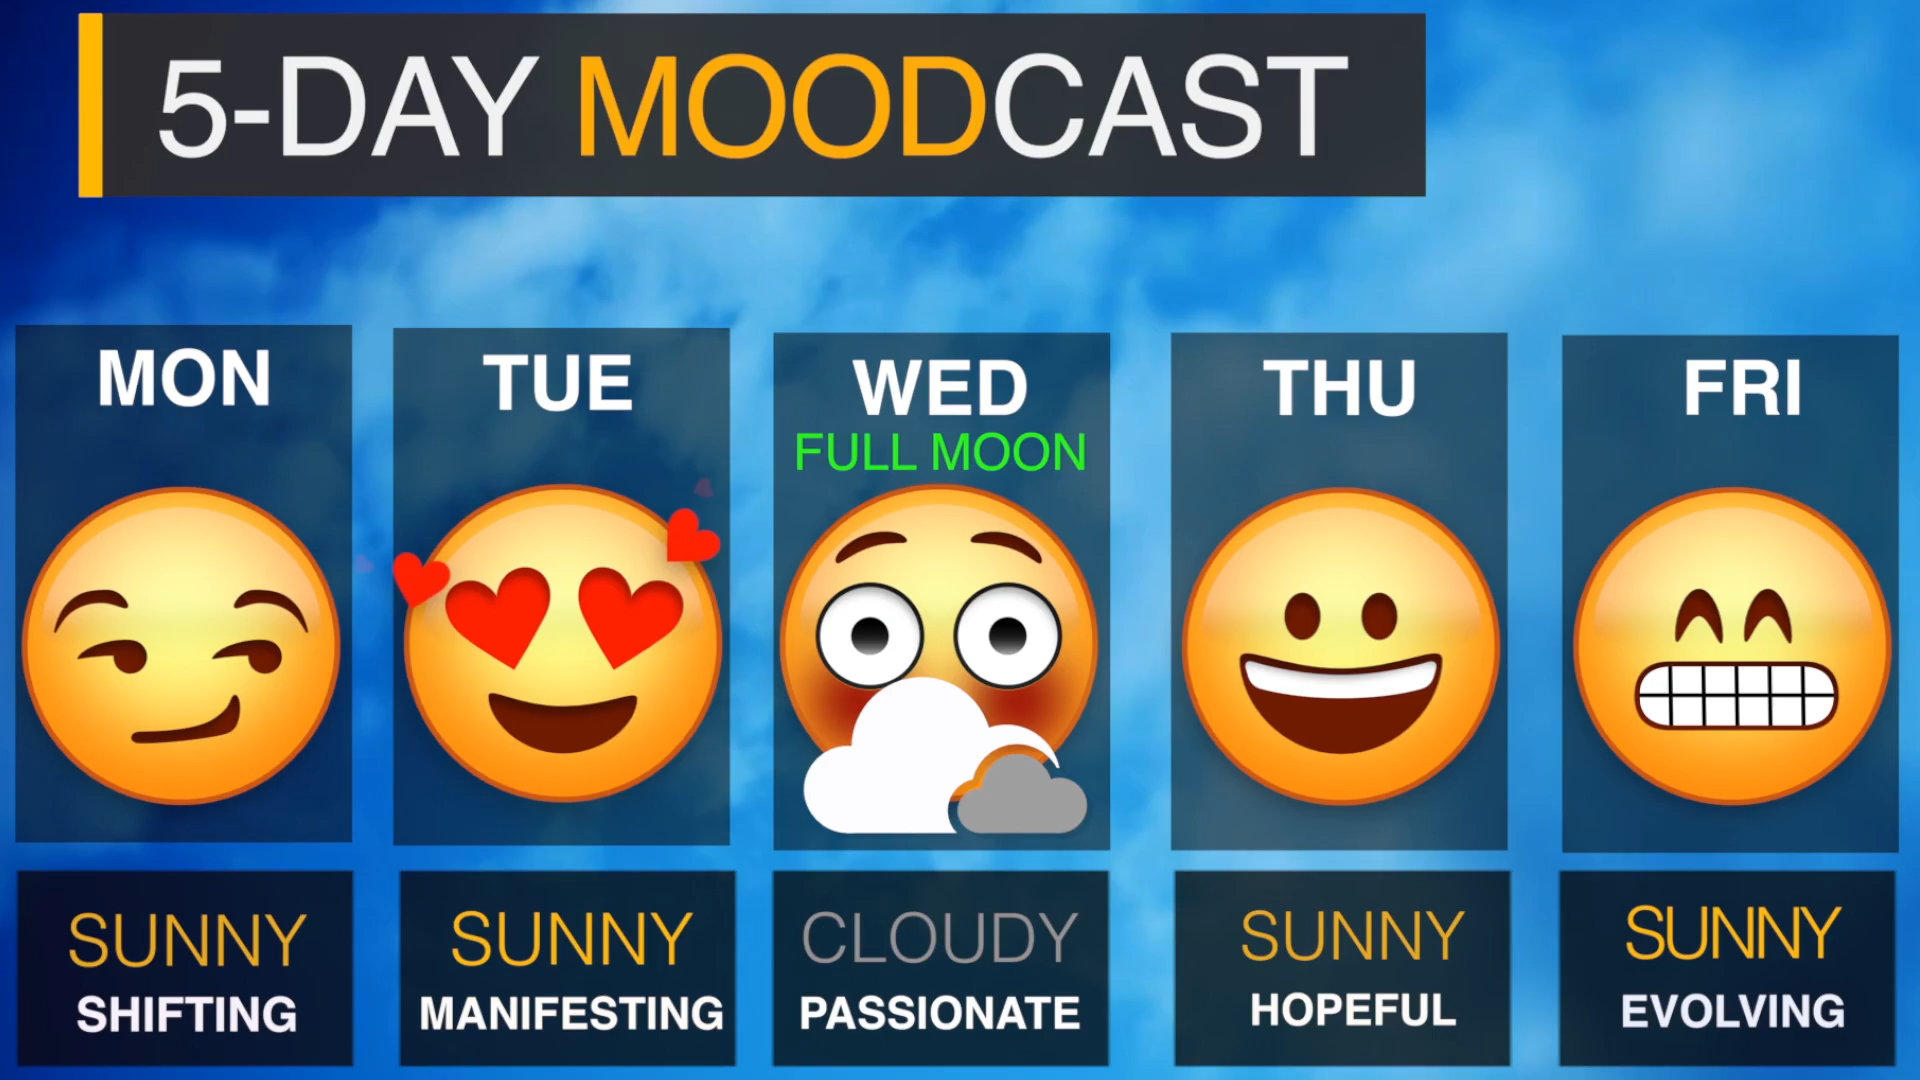 5-DAY MOODCAST
MON
TUE
WED
FULL MOON
THU
FRI
SUNNY
SHIFTING
SUNNY
MANIFESTING
CLOUDY
PASSIONATE
SUNNY
HOPEFUL
SUNNY
EVOLVING